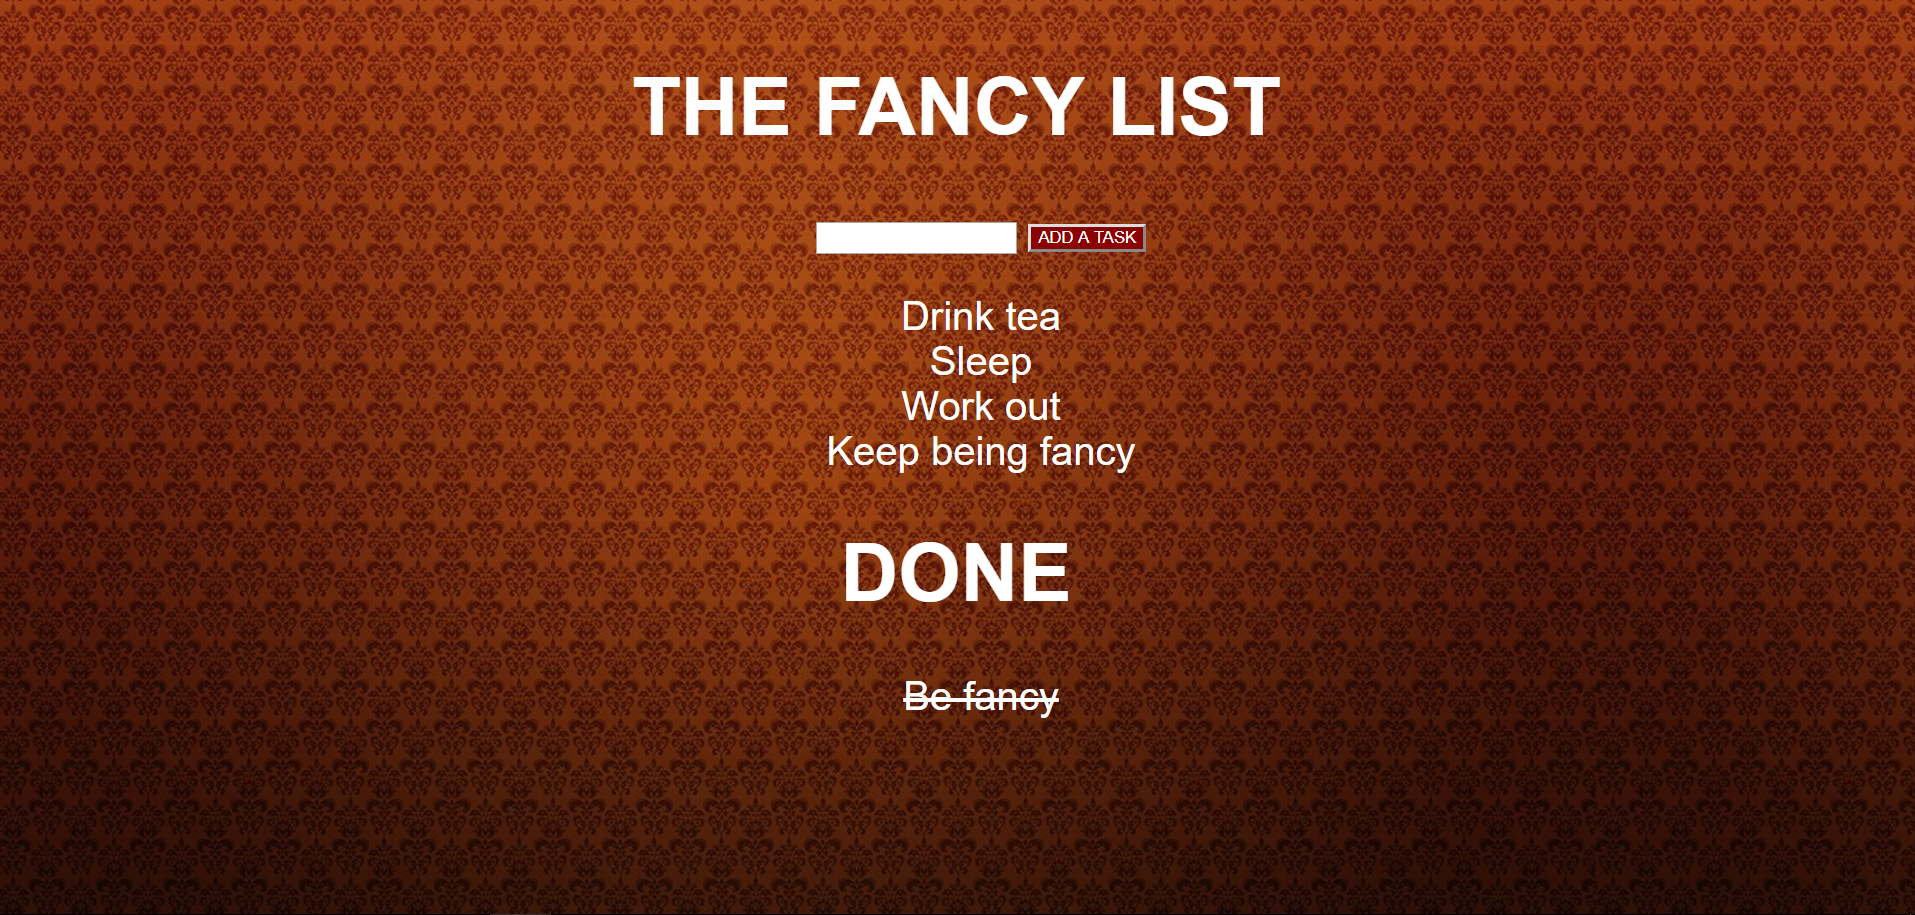 THE FANCY LIST
ADD A TASK
Drink tea
Sleep
Work out
Keep being fancy
DONE
Be fancy